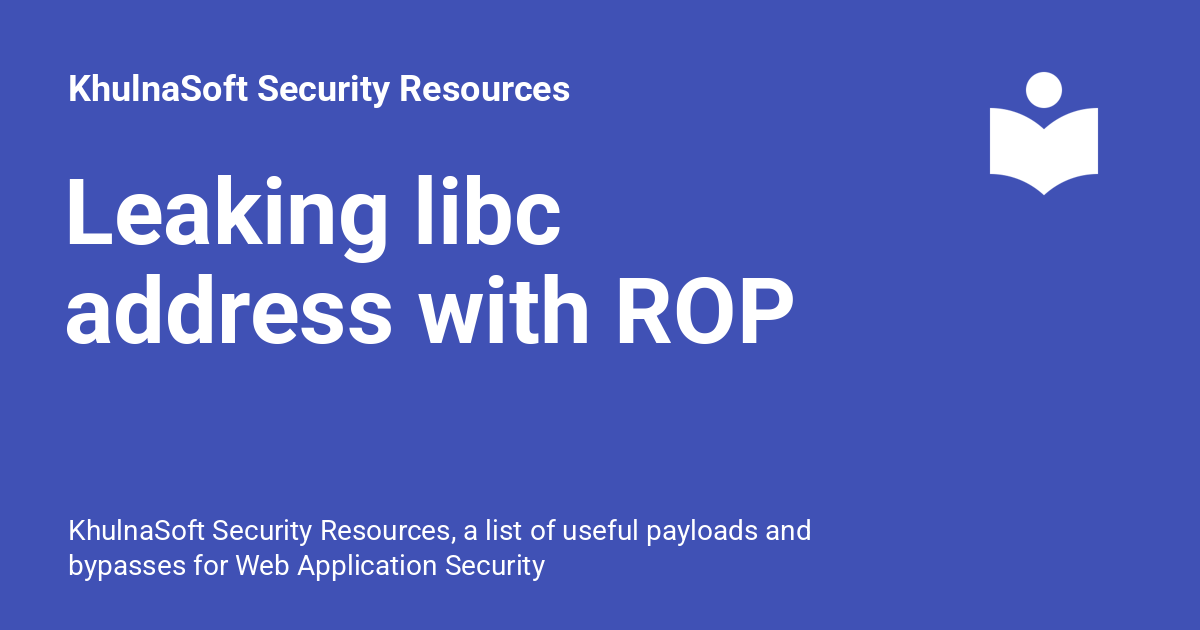 KhulnaSoft Security Resources
Leaking libc
address with ROP
KhulnaSoft Security Resources, a list of useful payloads and
bypasses for Web Application Security